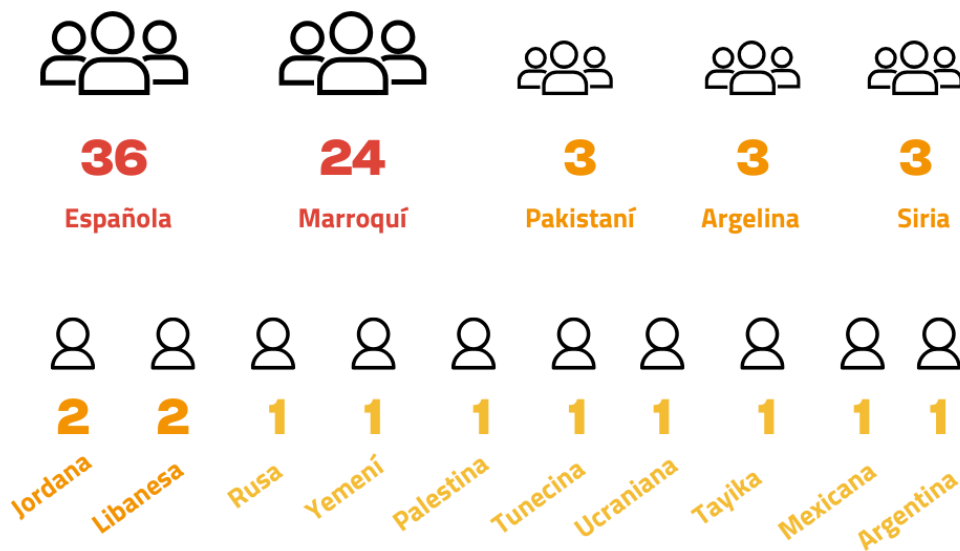 36 24 3 3 3
Española Marroquí Pakistaní Argelina Siria
2 2 1 1 1 1 1 1 1 1
Jordana Libanesa Rusa Yemení Palestina Tunecina Ucraniana Tayika Mexicana Argentina